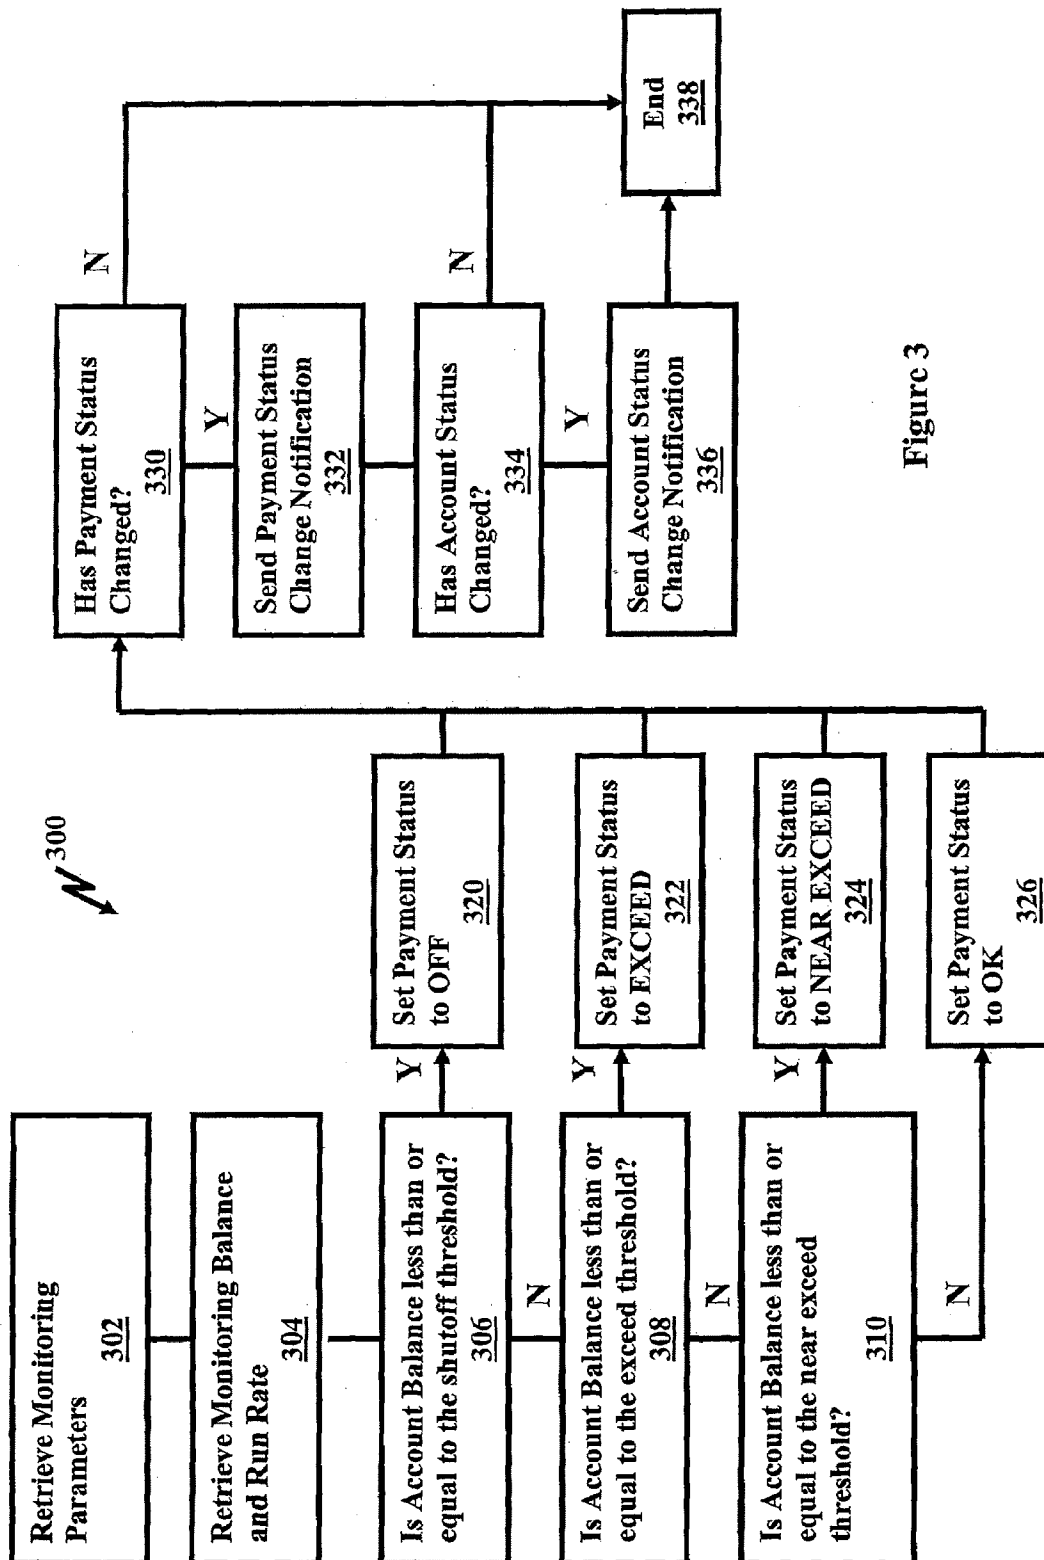 300
Retrieve Monitoring
Parameters
302
Retrieve Monitoring Balance
and Run Rate
304
Is Account Balance less than or
equal to the shutoff threshold?
306
Y
N
Is Account Balance less than or
equal to the exceed threshold?
308
Y
N
Is Account Balance less than or
equal to the near exceed
threshold?
310
Y
N
Set Payment Status
to OFF
320
Set Payment Status
to EXCEED
322
Set Payment Status
to NEAR EXCEED
324
Set Payment Status
to OK
326
Has Payment Status
Changed?
330
N
Y
Send Payment Status
Change Notification
332
Has Account Status
Changed?
334
N
Y
Send Account Status
Change Notification
336
End
338
Figure 3